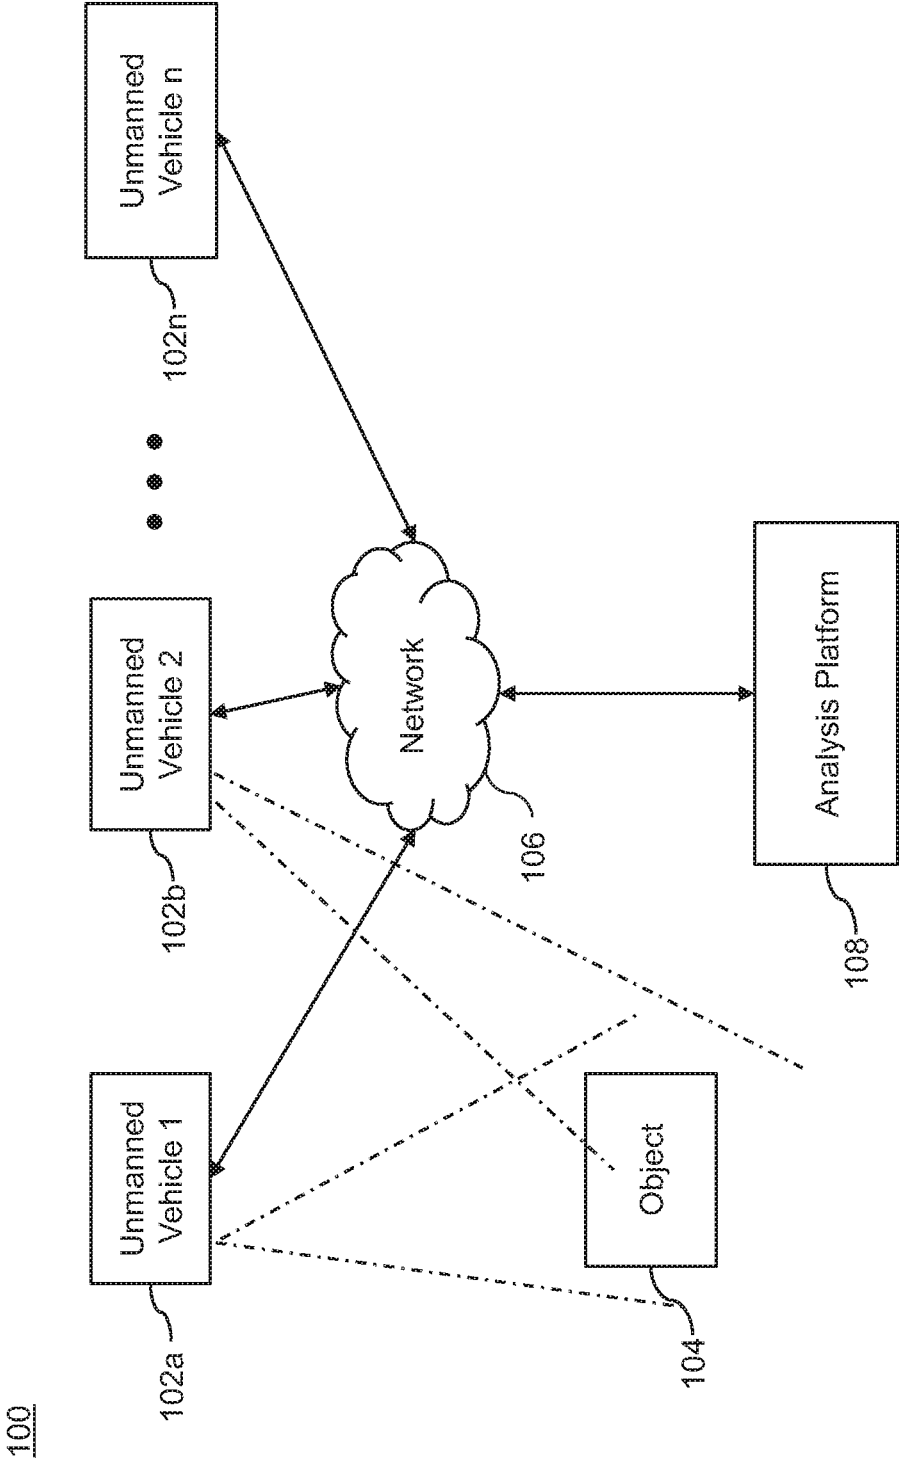 100
Unmanned
Vehicle 1
102a
Unmanned
Vehicle 2
102b
Unmanned
Vehicle n
102n
Network
106
Object
104
Analysis Platform
108